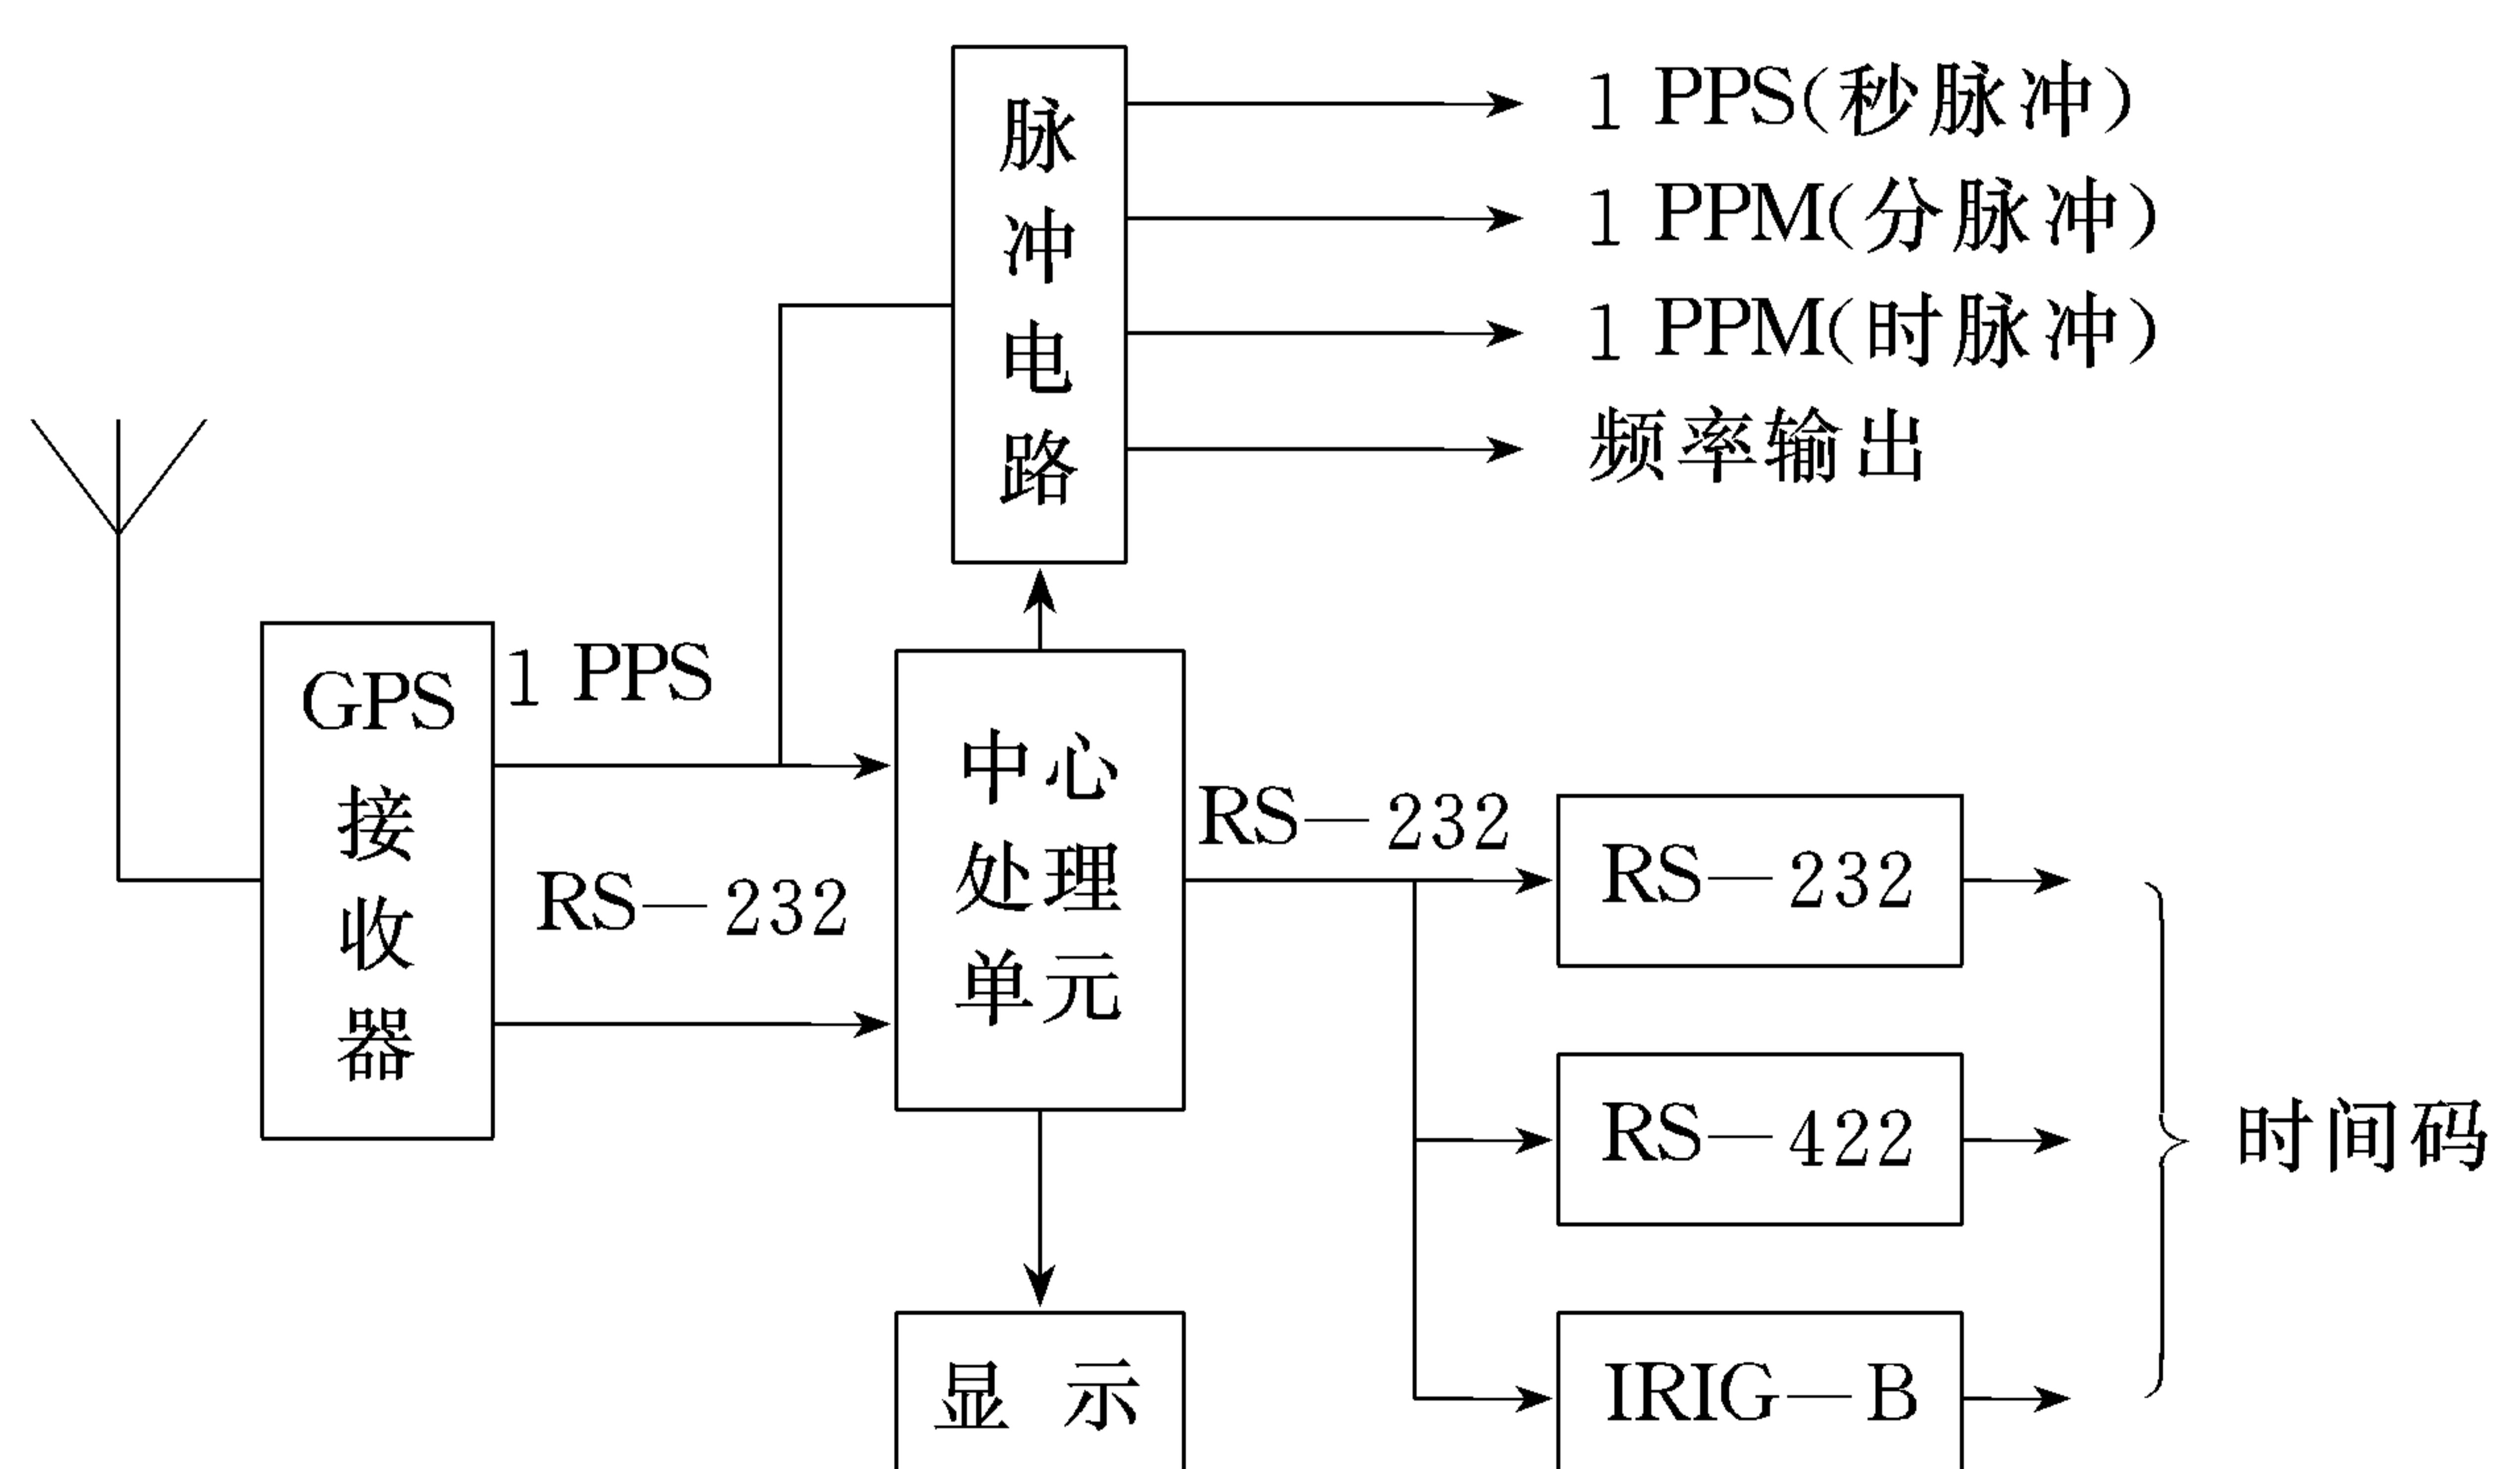 脉冲电路
1 PPS(秒脉冲)
1 PPM(分脉冲)
1 PPM(时脉冲)
频率输出
GPS
接收器
1 PPS
RS—232
中心
处理
单元
RS—232
RS—232
RS—422
IRIG—B
时间码
显 示